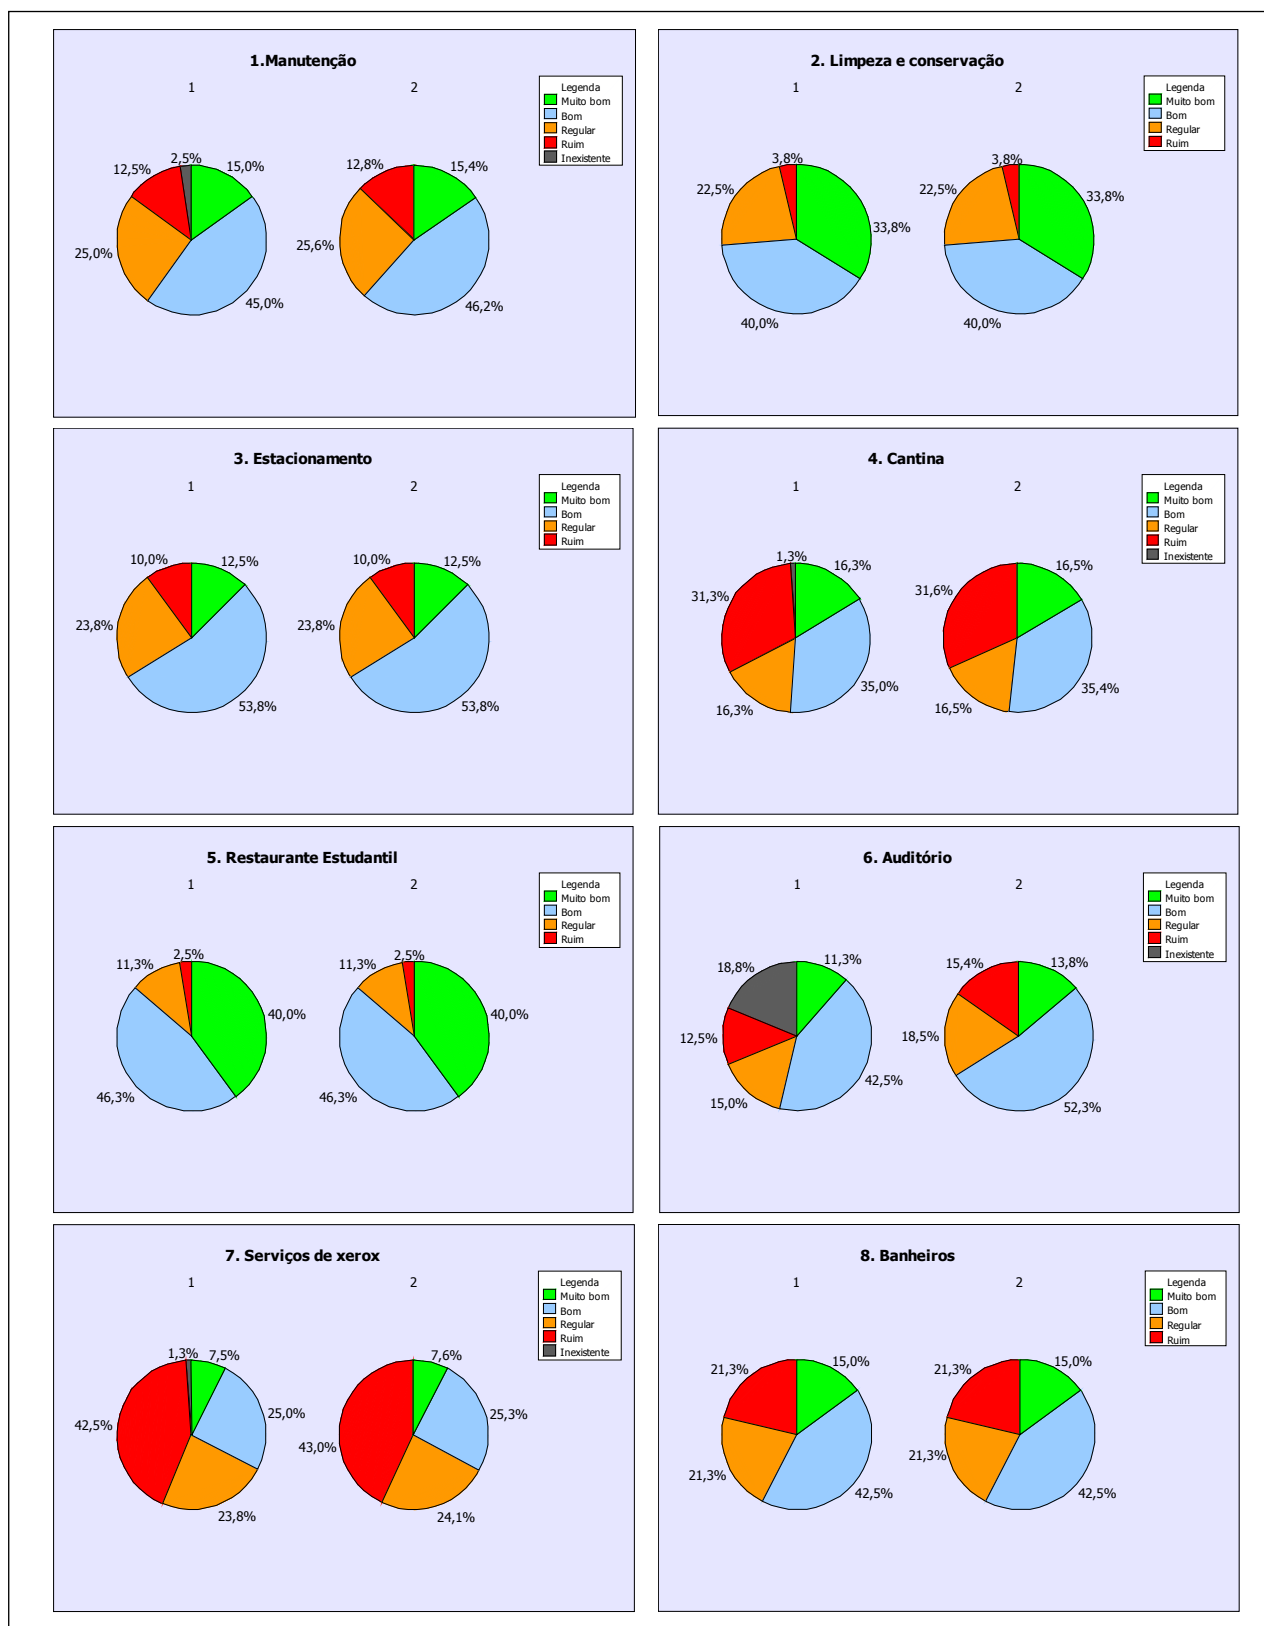 1.Manutenção
1
2
Legenda
Muito bom
Bom
Regular
Ruim
Inexistente
2,5%
15,0%
12,5%
25,0%
45,0%
12,8%
15,4%
25,6%
46,2%
2. Limpeza e conservação
1
2
Legenda
Muito bom
Bom
Regular
Ruim
3,8%
22,5%
33,8%
40,0%
3,8%
22,5%
33,8%
40,0%
3. Estacionamento
1
2
Legenda
Muito bom
Bom
Regular
Ruim
10,0%
12,5%
23,8%
53,8%
10,0%
12,5%
23,8%
53,8%
4. Cantina
1
2
Legenda
Muito bom
Bom
Regular
Ruim
Inexistente
1,3%
16,3%
31,3%
35,0%
16,3%
16,5%
31,6%
35,4%
16,5%
5. Restaurante Estudantil
1
2
Legenda
Muito bom
Bom
Regular
Ruim
2,5%
11,3%
40,0%
46,3%
2,5%
11,3%
40,0%
46,3%
6. Auditório
1
2
Legenda
Muito bom
Bom
Regular
Ruim
Inexistente
11,3%
18,8%
12,5%
42,5%
15,0%
15,4%
13,8%
18,5%
52,3%
7. Serviços de xerox
1
2
Legenda
Muito bom
Bom
Regular
Ruim
Inexistente
1,3%
7,5%
42,5%
25,0%
23,8%
7,6%
25,3%
43,0%
24,1%
8. Banheiros
1
2
Legenda
Muito bom
Bom
Regular
Ruim
21,3%
15,0%
21,3%
42,5%
21,3%
15,0%
21,3%
42,5%